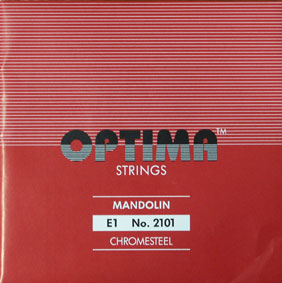 OPTIMA™
STRINGS
MANDOLIN
E1 No. 2101
CHROMESTEEL